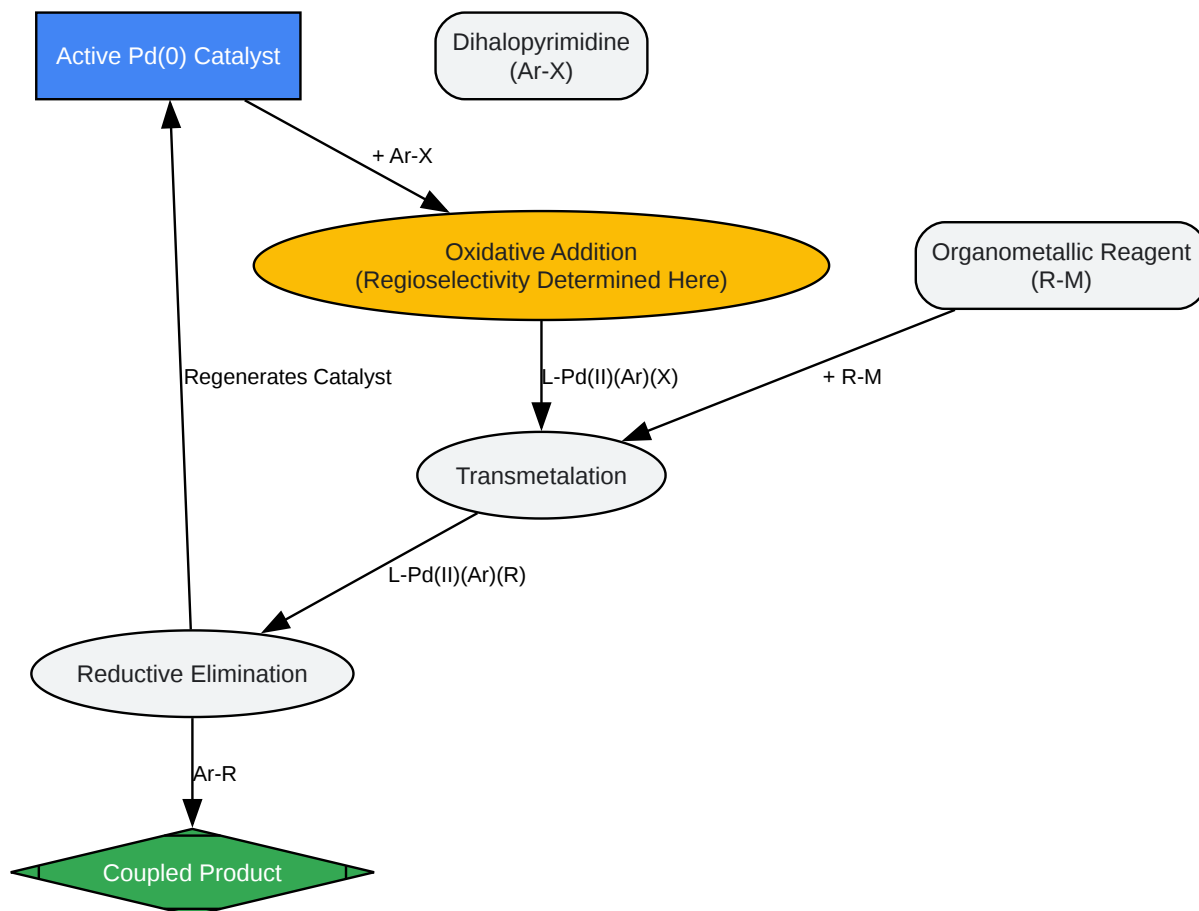 Active Pd(0) Catalyst
Dihalopyrimidine
(Ar-X)
+ Ar-X
Oxidative Addition
(Regioselectivity Determined Here)
Organometallic Reagent
(R-M)
Regenerates Catalyst
L-Pd(II)(Ar)(X)
+ R-M
Transmetalation
L-Pd(II)(Ar)(R)
Reductive Elimination
Ar-R
Coupled Product